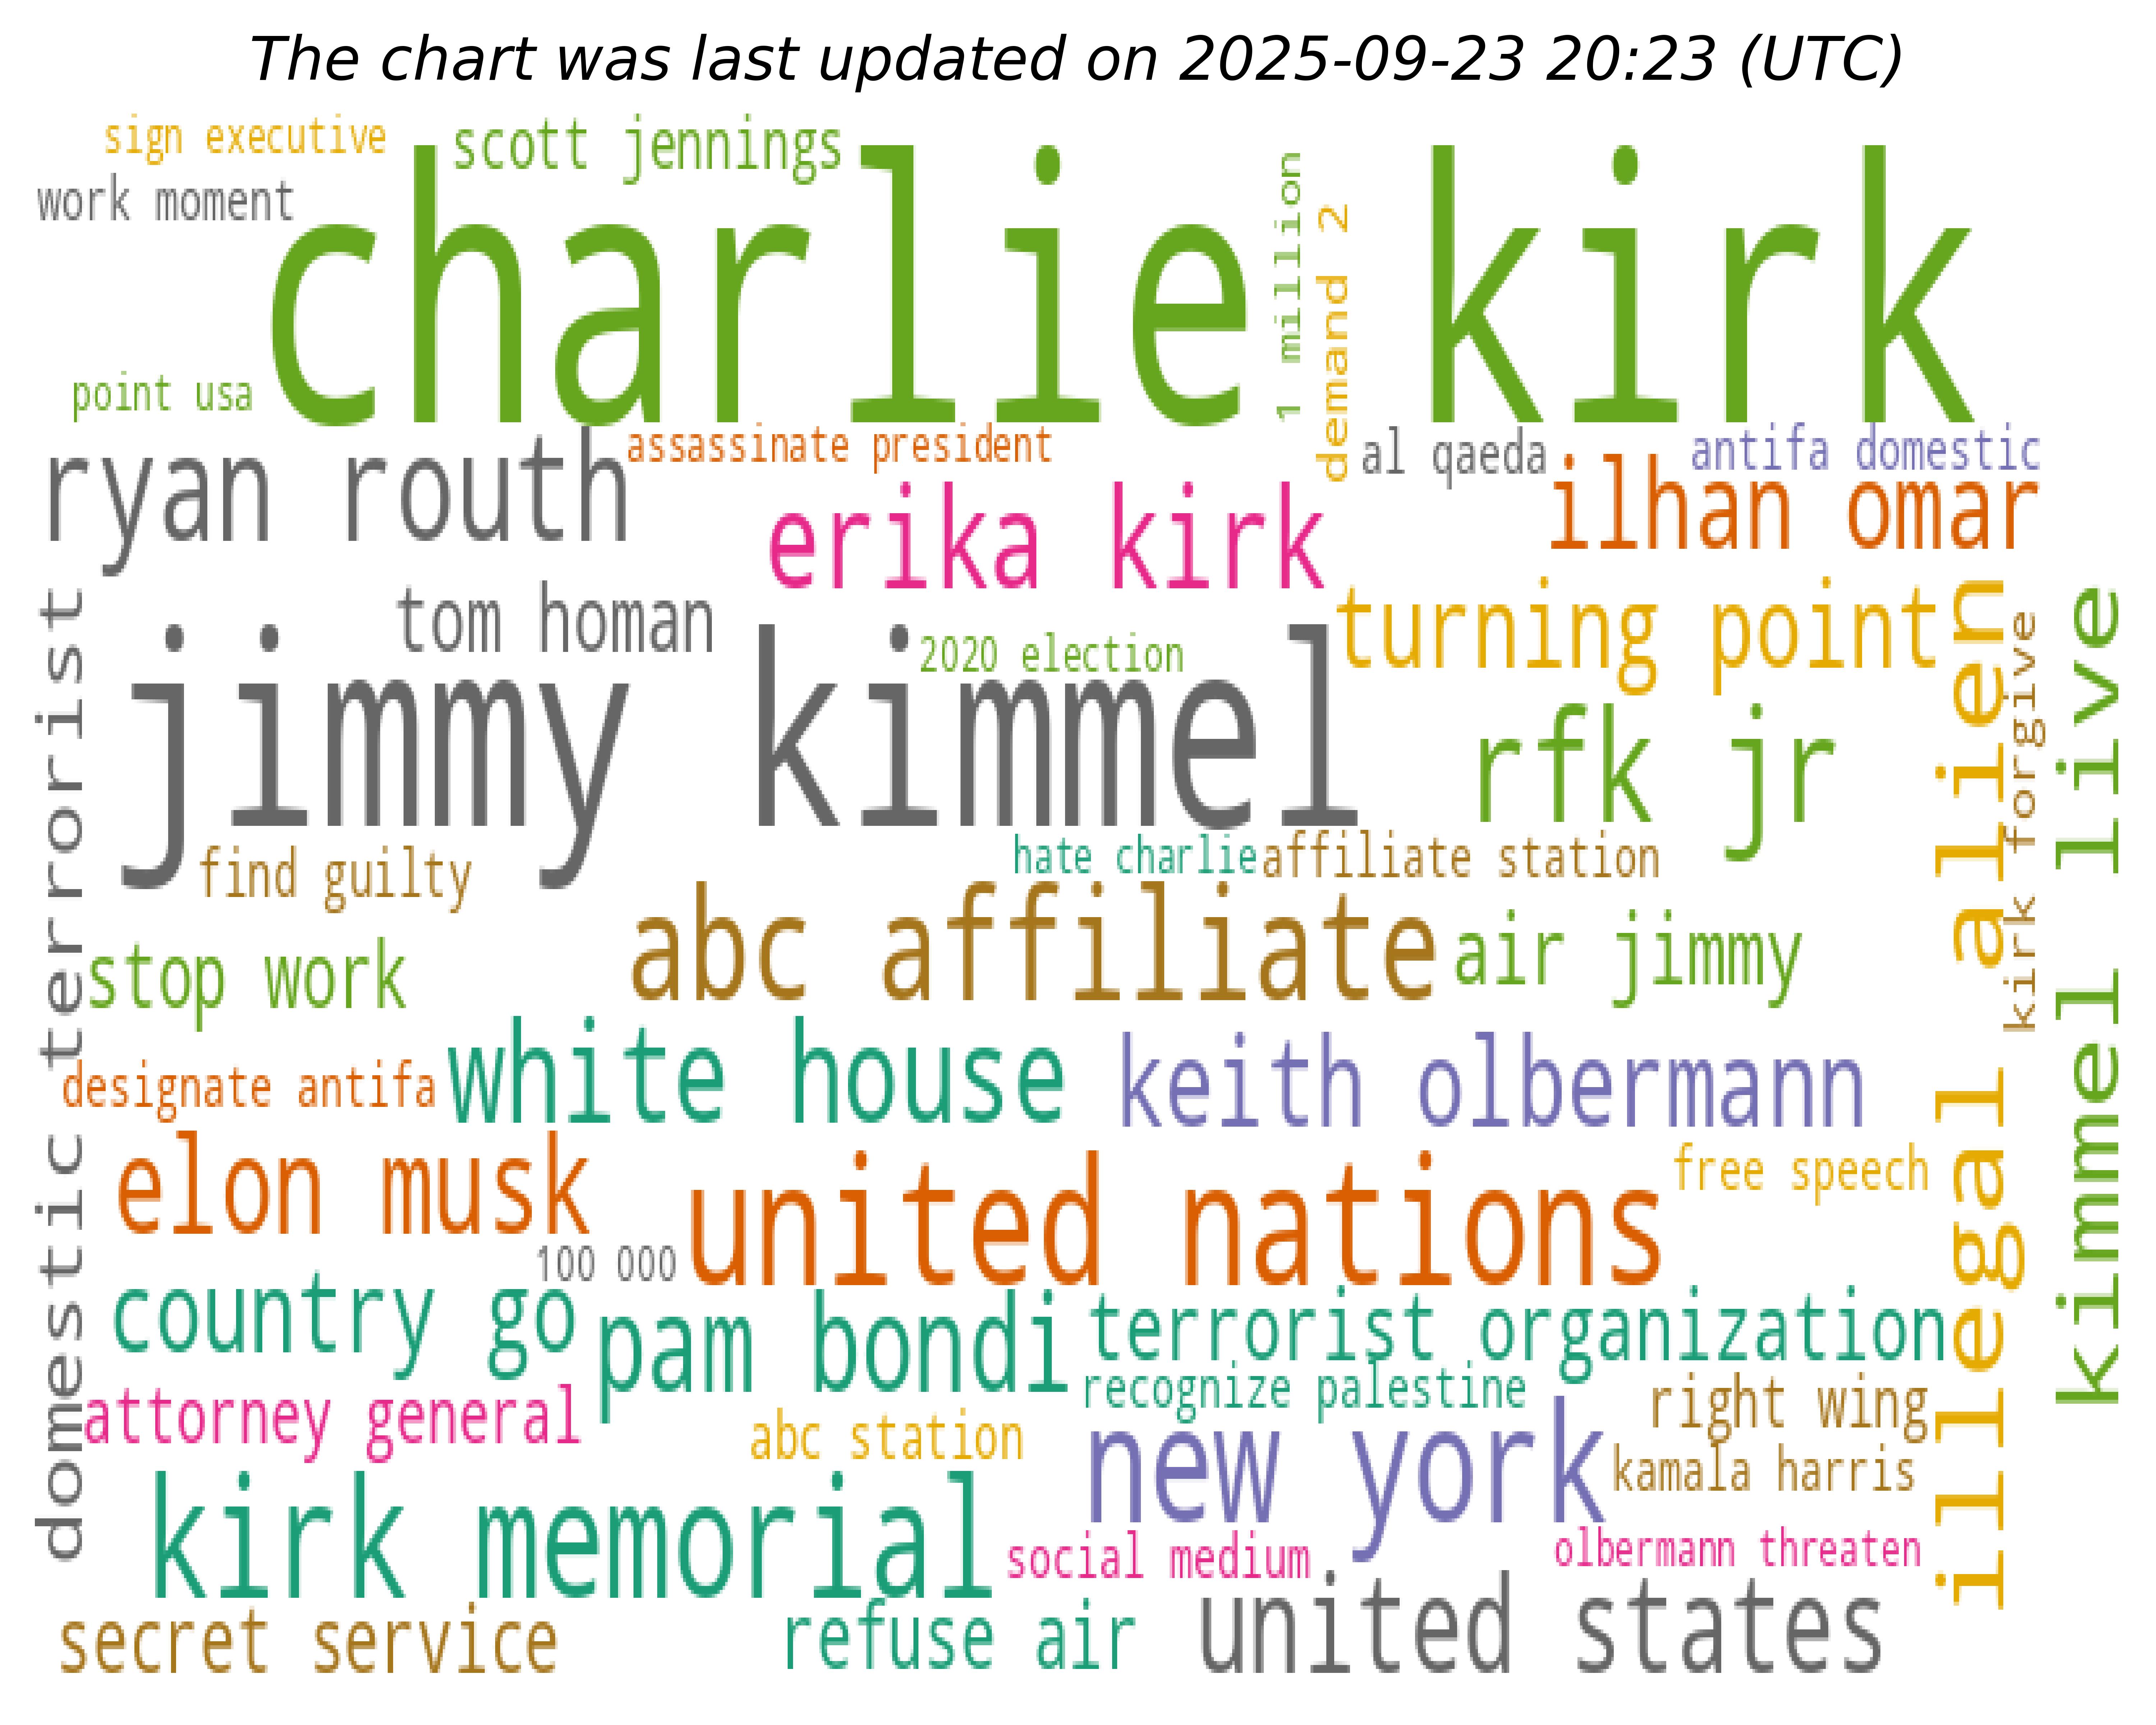 The chart was last updated on 2025-09-23 20:23 (UTC)
sign executive
scott jennings
work moment
charlie kirk
1 million
demand 2
point usa
ryan routh
assassinate president
al qaeda
antifa domestic
ilhan omar
erika kirk
tom homan
2020 election
turning point
jimmy kimmel
rfk jr
domestic terrorist
illegal alien
kirk forgive
kimmel live
find guilty
hate charlie
affiliate station
abc affiliate
air jimmy
stop work
white house
keith olbermann
designate antifa
elon musk
united nations
free speech
100 000
country go
pam bondi
terrorist organization
recognize palestine
attorney general
abc station
new york
right wing
kamala harris
kirk memorial
social medium
olbermann threaten
secret service
refuse air
united states